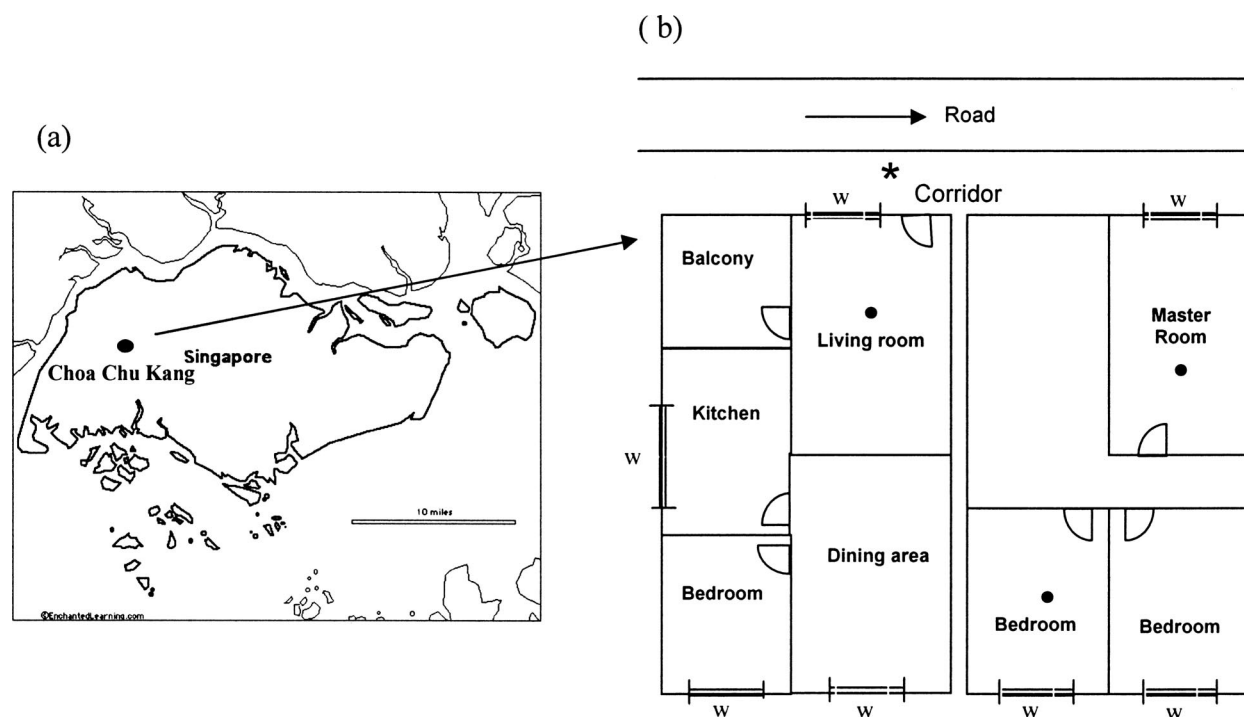 (a)
Singapore
Choa Chu Kang
10 miles
©EnchantedLearning.com
( b)
Road
*
Corridor
W
W
Balcony
Living room
Master
Room
Kitchen
W
Dining area
Bedroom
Bedroom
Bedroom
W
W
W
W